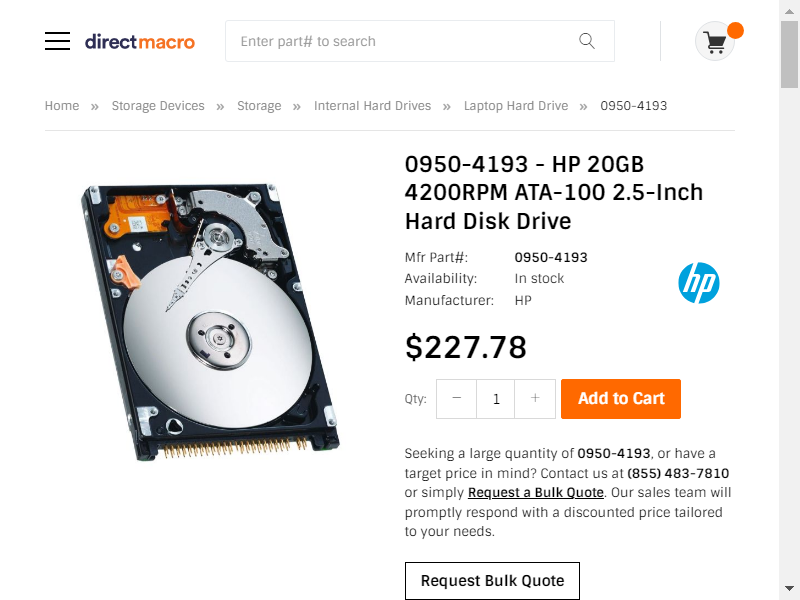 directmacro
Enter part# to search
Home » Storage Devices » Storage » Internal Hard Drives » Laptop Hard Drive » 0950-4193
0950-4193 - HP 20GB
4200RPM ATA-100 2.5-Inch
Hard Disk Drive
Mfr Part#: 0950-4193
Availability: In stock
Manufacturer: HP
hp
$227.78
Qty: − 1 + Add to Cart
Seeking a large quantity of 0950-4193, or have a
target price in mind? Contact us at (855) 483-7810
or simply Request a Bulk Quote. Our sales team will
promptly respond with a discounted price tailored
to your needs.
Request Bulk Quote